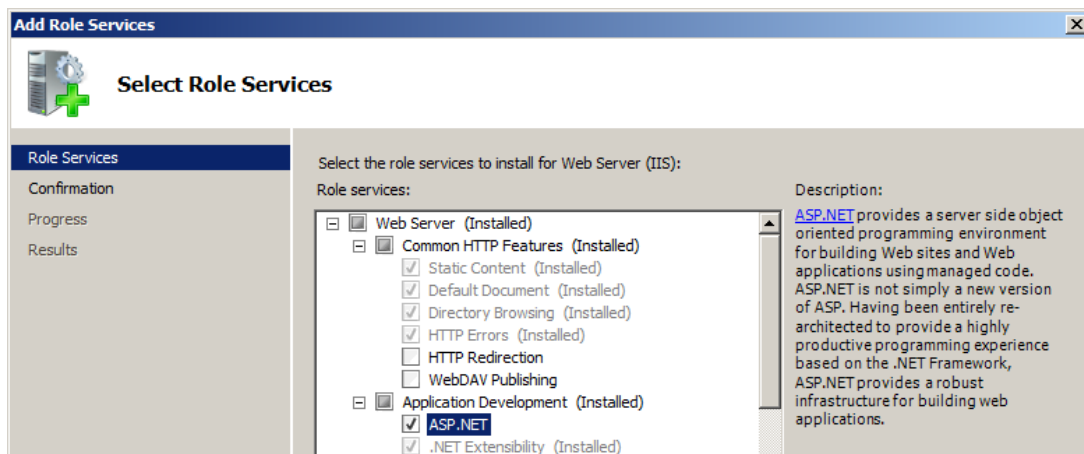 Add Role Services
Select Role Services
Role Services
Confirmation
Progress
Results
Select the role services to install for Web Server (IIS):
Role services:
Web Server (Installed)
Common HTTP Features (Installed)
Static Content (Installed)
Default Document (Installed)
Directory Browsing (Installed)
HTTP Errors (Installed)
HTTP Redirection
WebDAV Publishing
Application Development (Installed)
ASP.NET
.NET Extensibility (Installed)
Description:
ASP.NET provides a server side object
oriented programming environment
for building Web sites and Web
applications using managed code.
ASP.NET is not simply a new version
of ASP. Having been entirely re-
architected to provide a highly
productive programming experience
based on the .NET Framework,
ASP.NET provides a robust
infrastructure for building web
applications.